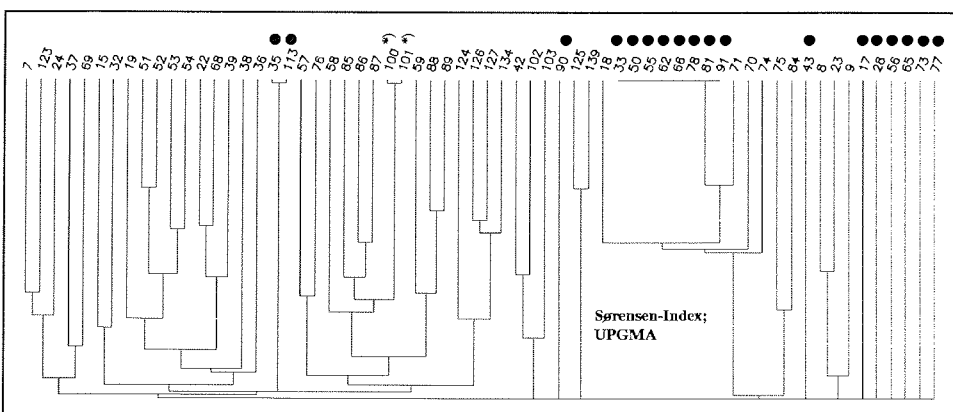 *) *)
7 123 24 37 69 15 32 19 51 52 53 54 22 68 39 38 36 35 113 57 76 58 85 86 87 100 101 59 88 89 124 126 127 134 42 102 103 90 125 139 18 33 50 55 62 66 78 81 91 71 70 74 75 84 43 8 23 9 17 28 56 65 73 77
Sørensen-Index;
UPGMA